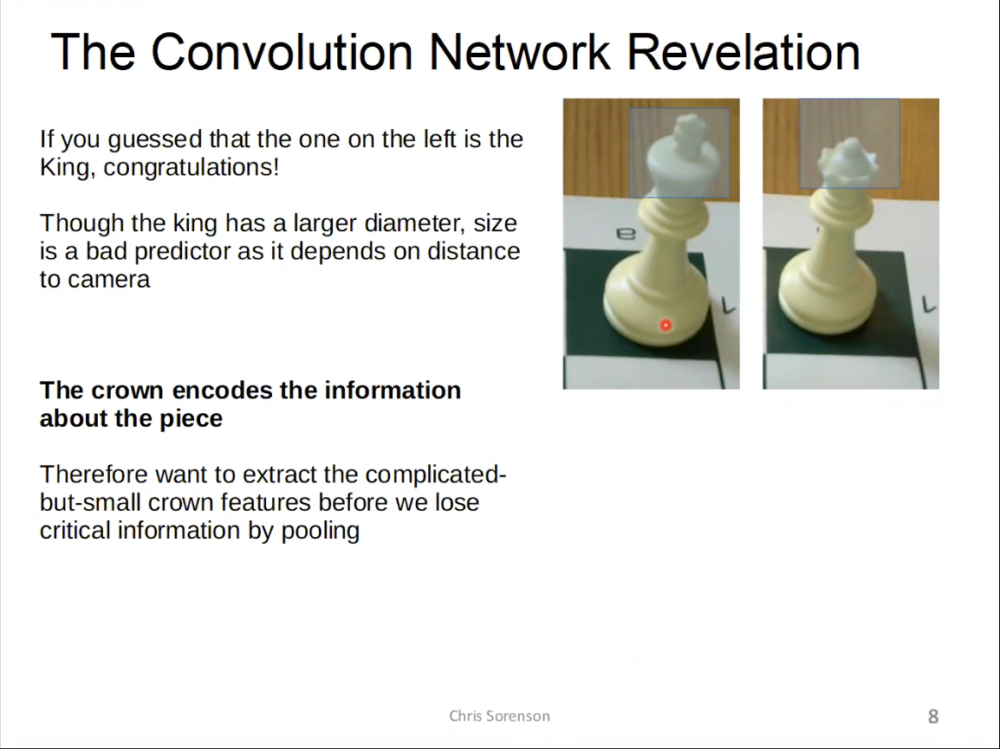 The Convolution Network Revelation
If you guessed that the one on the left is the
King, congratulations!
Though the king has a larger diameter, size
is a bad predictor as it depends on distance
to camera
The crown encodes the information
about the piece
Therefore want to extract the complicated-
but-small crown features before we lose
critical information by pooling
Chris Sorenson
8